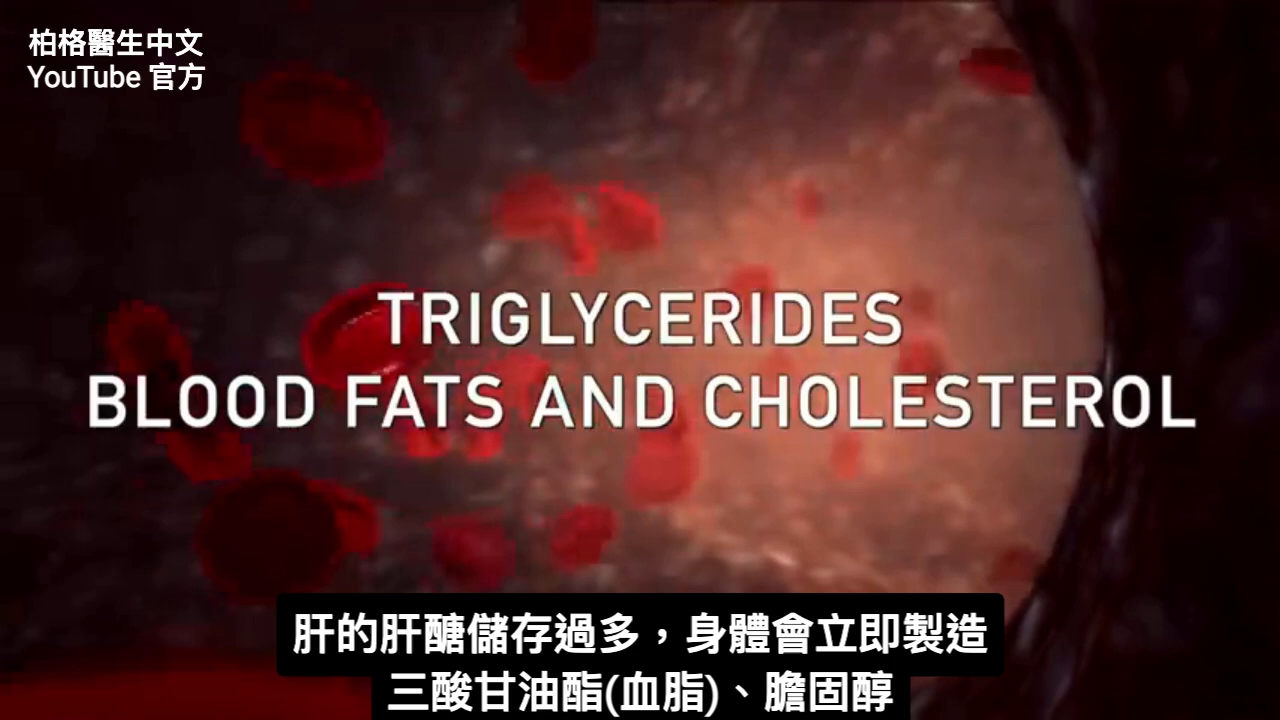 柏格醫生中文
YouTube 官方
TRIGLYCERIDES
BLOOD FATS AND CHOLESTEROL
肝的肝醣儲存過多，身體會立即製造
三酸甘油酯(血脂)、膽固醇